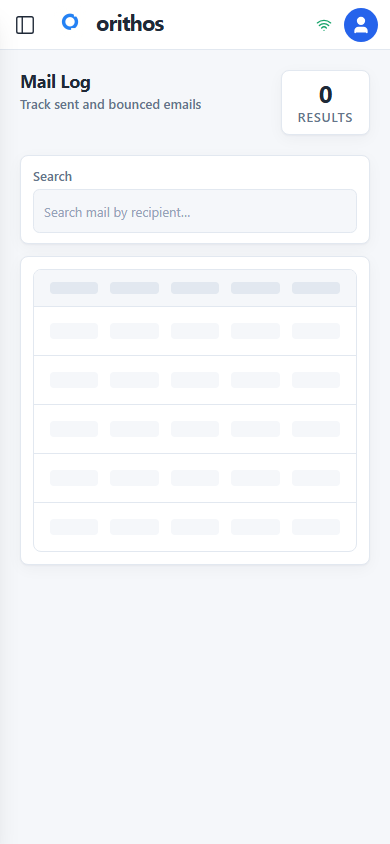 orithos
Mail Log
Track sent and bounced emails
0
RESULTS
Search
Search mail by recipient...